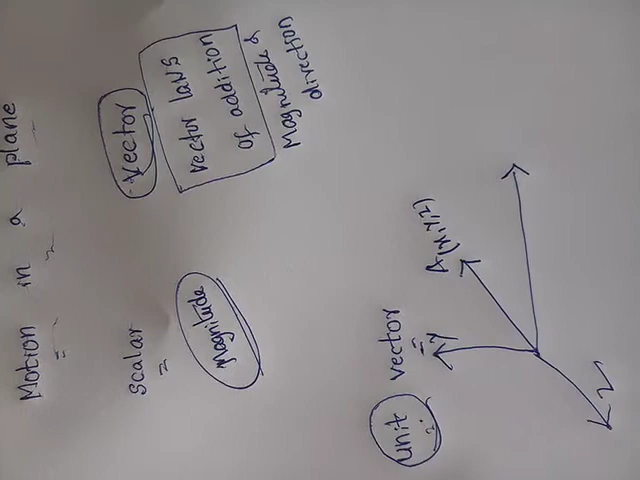 Motion in a plane
Scalar
Magnitude
Vector
Vector laws
of addition
Magnitude &
direction
Unit vector
y
A(x,y,z)
z